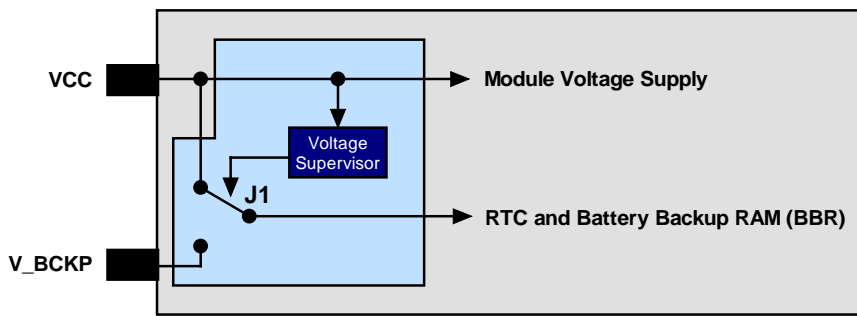 VCC
Module Voltage Supply
Voltage
Supervisor
J1
RTC and Battery Backup RAM (BBR)
V_BCKP